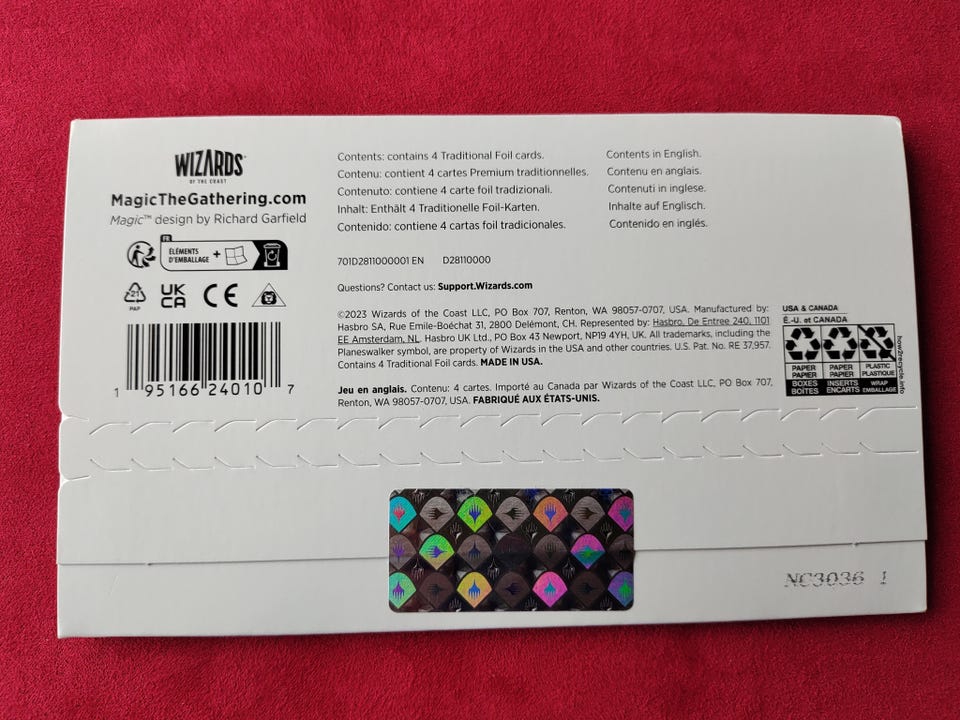 WIZARDS
OF THE COAST
MagicTheGathering.com
Magic™ design by Richard Garfield
FR
ÉLÉMENTS
D'EMBALLAGE +
21
PAP
UK
CA
CE
1 95166 24010 7
Contents: contains 4 Traditional Foil cards.
Contenu: contient 4 cartes Premium traditionnelles.
Contenuto: contiene 4 carte foil tradizionali.
Inhalt: Enthält 4 Traditionelle Foil-Karten.
Contenido: contiene 4 cartas foil tradicionales.
Contents in English.
Contenu en anglais.
Contenuti in inglese.
Inhalte auf Englisch.
Contenido en inglés.
701D2811000001 EN D28110000
Questions? Contact us: Support.Wizards.com
©2023 Wizards of the Coast LLC, PO Box 707, Renton, WA 98057-0707, USA. Manufactured by:
Hasbro SA, Rue Emile-Boéchat 31, 2800 Delémont, CH. Represented by: Hasbro, De Entree 240, 1101
EE Amsterdam, NL. Hasbro UK Ltd., PO Box 43 Newport, NP19 4YH, UK. All trademarks, including the
Planeswalker symbol, are property of Wizards in the USA and other countries. U.S. Pat. No. RE 37,957.
Contains 4 Traditional Foil cards. MADE IN USA.
Jeu en anglais. Contenu: 4 cartes. Importé au Canada par Wizards of the Coast LLC, PO Box 707,
Renton, WA 98057-0707, USA. FABRIQUÉ AUX ÉTATS-UNIS.
USA & CANADA
É.-U. et CANADA
PAPER
PAPIER
BOXES
BOÎTES
PAPER
PAPIER
INSERTS
ENCARTS
PLASTIC
PLASTIQUE
WRAP
EMBALLAGE
how2recycle.info
NC3036 1